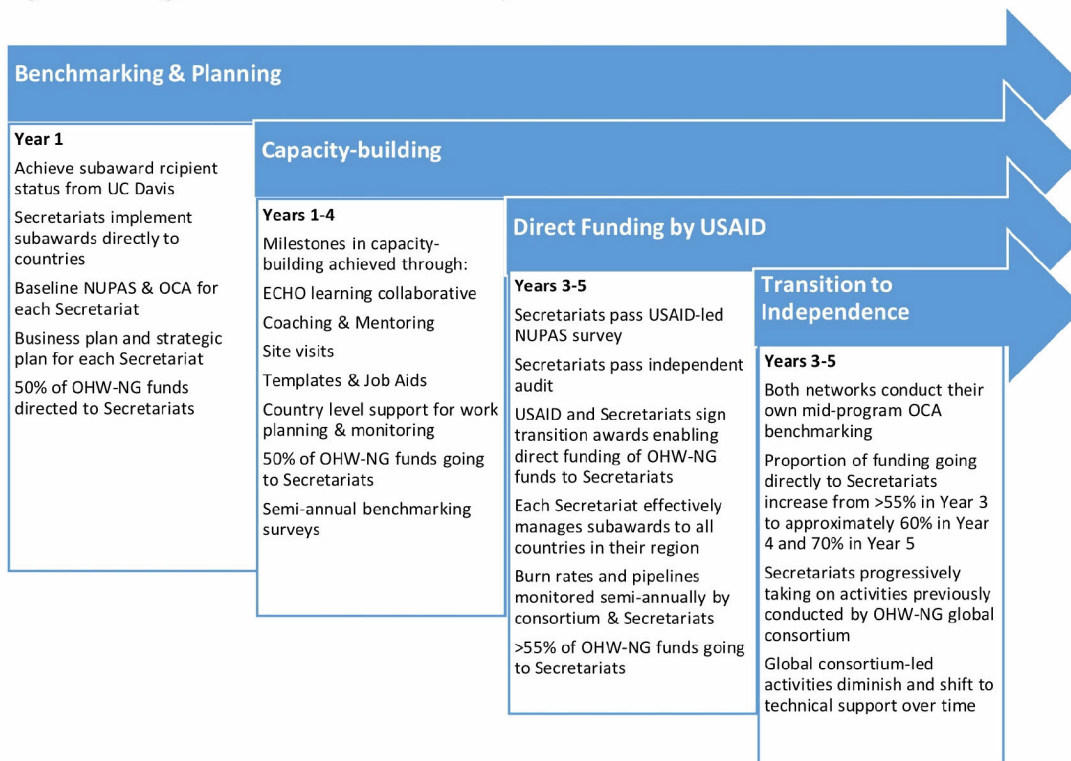 Benchmarking & Planning
Year 1
Achieve subaward rcipient
status from UC Davis
Secretariats implement
subawards directly to
countries
Baseline NUPAS & OCA for
each Secretariat
Business plan and strategic
plan for each Secretariat
50% of OHW-NG funds
directed to Secretariats
Capacity-building
Years 1-4
Milestones in capacity-
building achieved through:
ECHO learning collaborative
Coaching & Mentoring
Site visits
Templates & Job Aids
Country level support for work
planning & monitoring
50% of OHW-NG funds going
to Secretariats
Semi-annual benchmarking
surveys
Direct Funding by USAID
Years 3-5
Secretariats pass USAID-led
NUPAS survey
Secretariats pass independent
audit
USAID and Secretariats sign
transition awards enabling
direct funding of OHW-NG
funds to Secretariats
Each Secretariat effectively
manages subawards to all
countries in their region
Burn rates and pipelines
monitored semi-annually by
consortium & Secretariats
>55% of OHW-NG funds going
to Secretariats
Transition to
Independence
Years 3-5
Both networks conduct their
own mid-program OCA
benchmarking
Proportion of funding going
directly to Secretariats
increase from >55% in Year 3
to approximately 60% in Year
4 and 70% in Year 5
Secretariats progressively
taking on activities previously
conducted by OHW-NG global
consortium
Global consortium-led
activities diminish and shift to
technical support over time